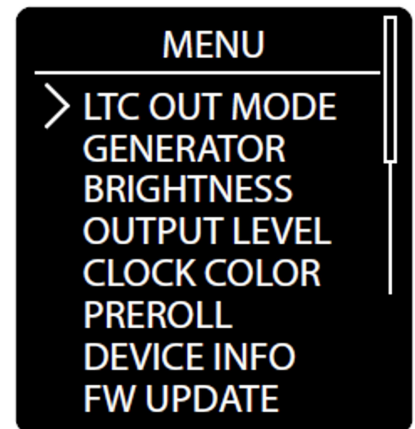 MENU
LTC OUT MODE
GENERATOR
BRIGHTNESS
OUTPUT LEVEL
CLOCK COLOR
PREROLL
DEVICE INFO
FW UPDATE